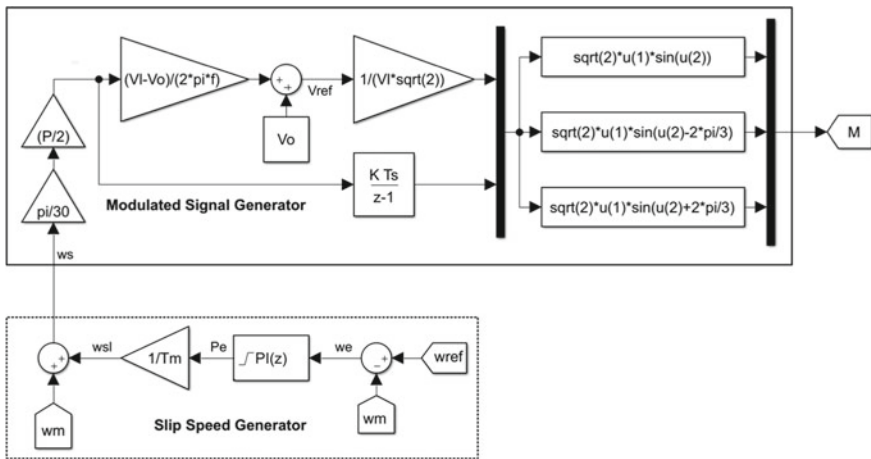 (Vl-Vo)/(2*pi*f)
+
+
Vref
1/(Vl*sqrt(2))
sqrt(2)*u(1)*sin(u(2))
(P/2)
Vo
sqrt(2)*u(1)*sin(u(2)-2*pi/3)
M
K Ts
z-1
pi/30
Modulated Signal Generator
sqrt(2)*u(1)*sin(u(2)+2*pi/3)
ws
wsl
Pe
we
+
+
1/Tm
PI(z)
+
−
wref
wm
Slip Speed Generator
wm